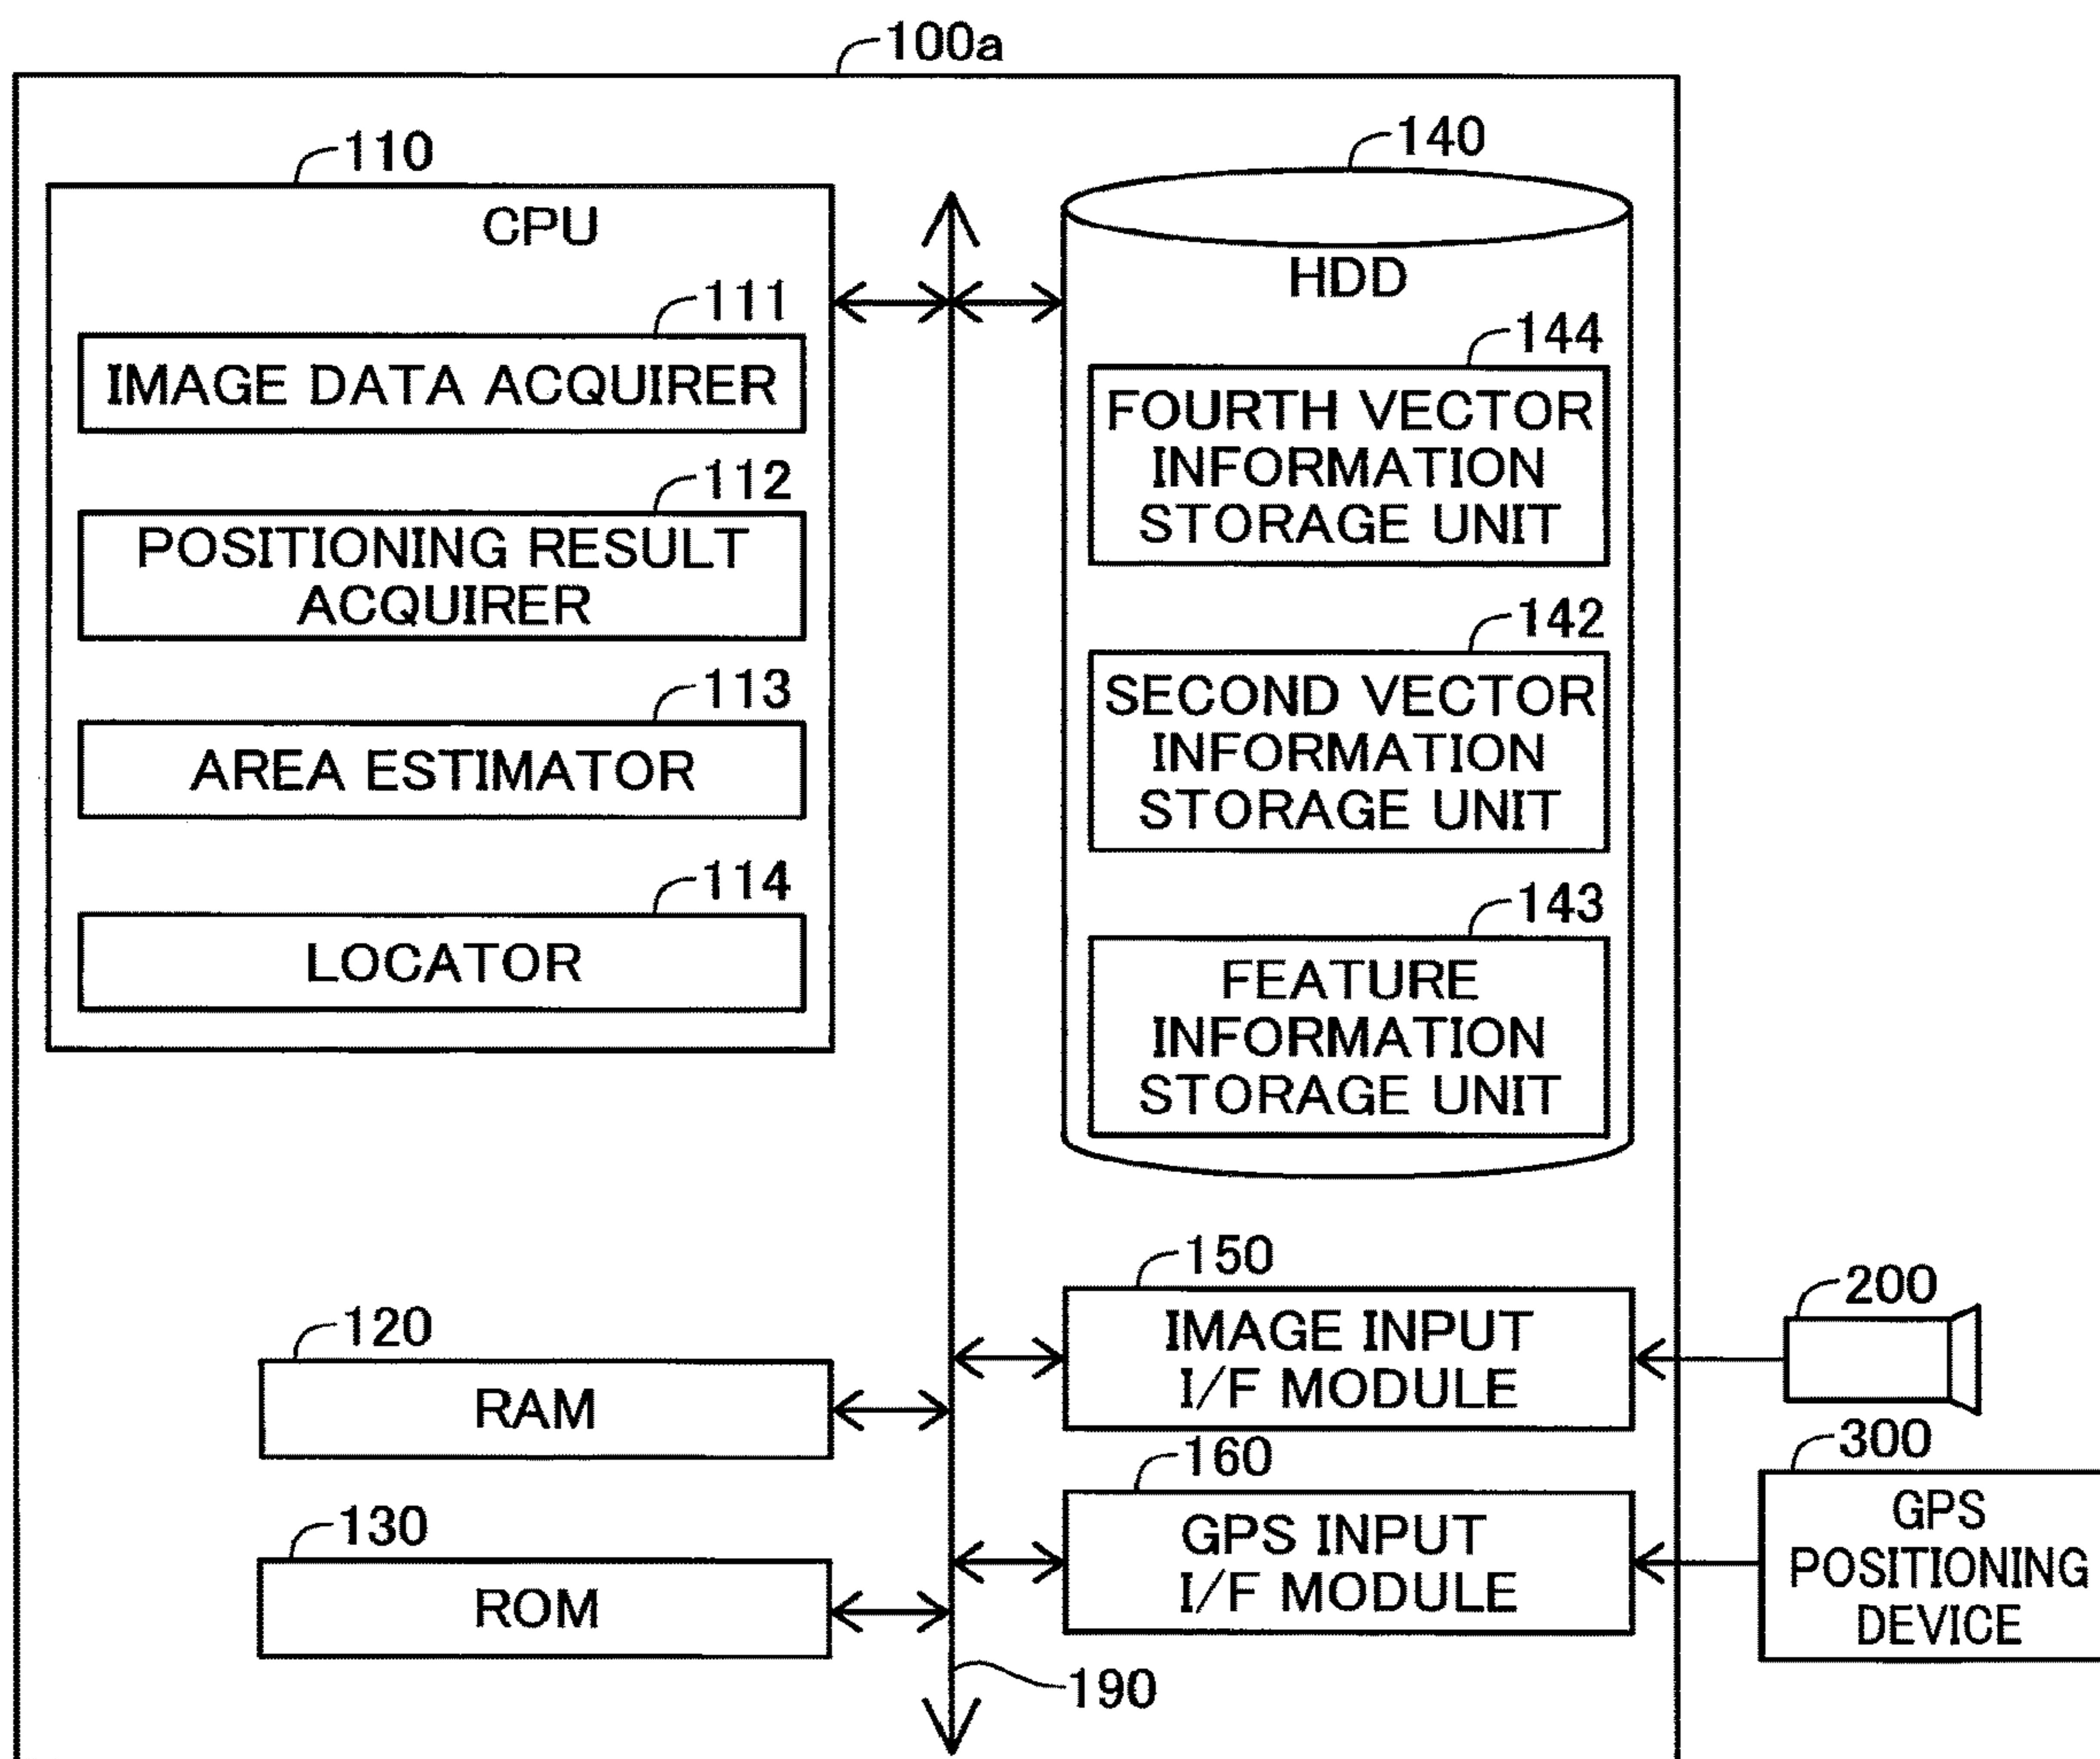 100a
110
CPU
111
IMAGE DATA ACQUIRER
112
POSITIONING RESULT
ACQUIRER
113
AREA ESTIMATOR
114
LOCATOR
140
HDD
144
FOURTH VECTOR
INFORMATION
STORAGE UNIT
142
SECOND VECTOR
INFORMATION
STORAGE UNIT
143
FEATURE
INFORMATION
STORAGE UNIT
120
RAM
130
ROM
150
IMAGE INPUT
I/F MODULE
160
GPS INPUT
I/F MODULE
190
200
300
GPS
POSITIONING
DEVICE